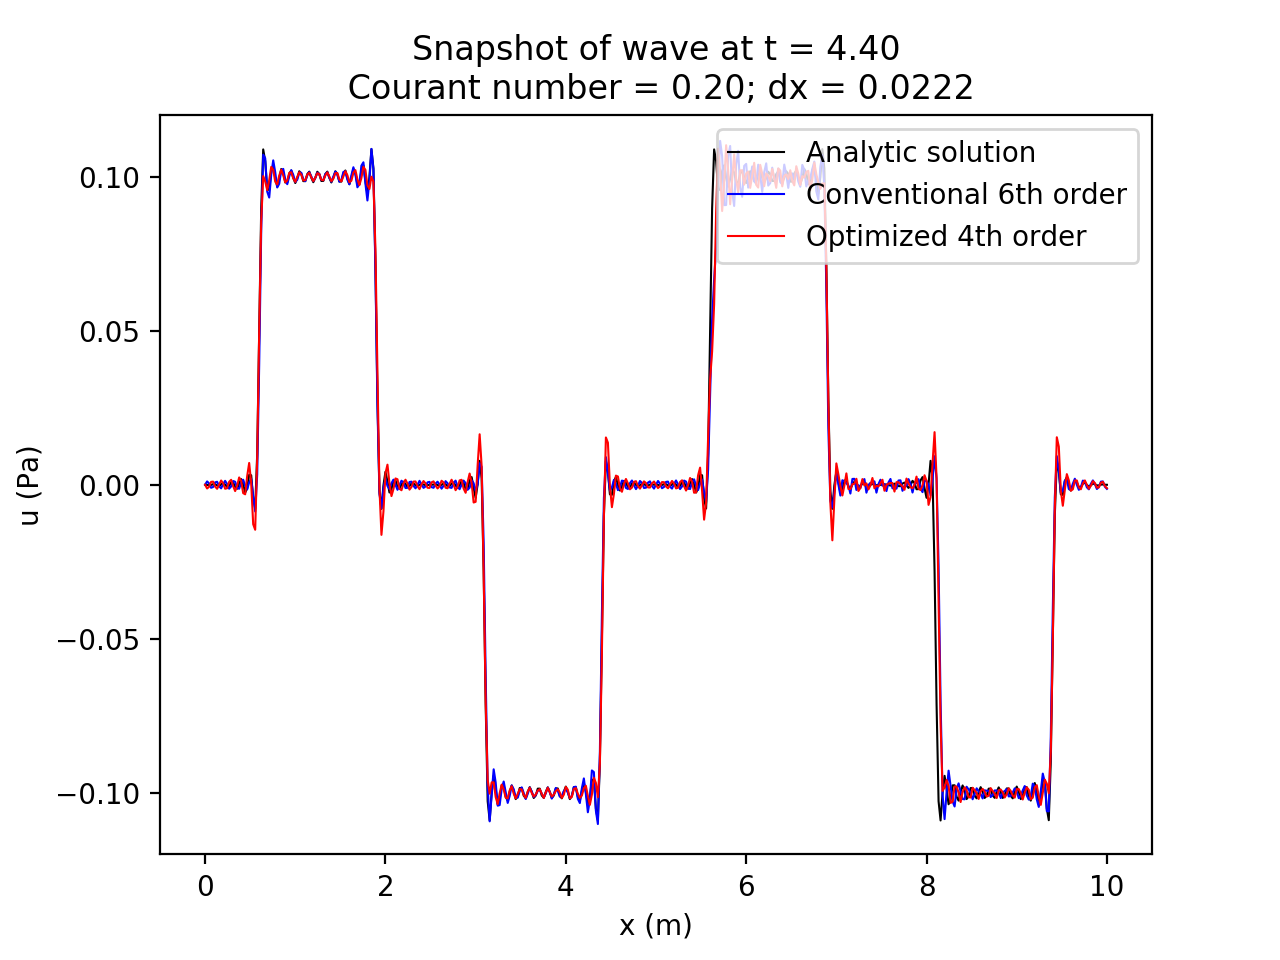 Snapshot of wave at t = 4.40
Courant number = 0.20; dx = 0.0222
Analytic solution
Conventional 6th order
Optimized 4th order
0.10
0.05
0.00
−0.05
−0.10
u (Pa)
0 2 4 6 8 10
x (m)